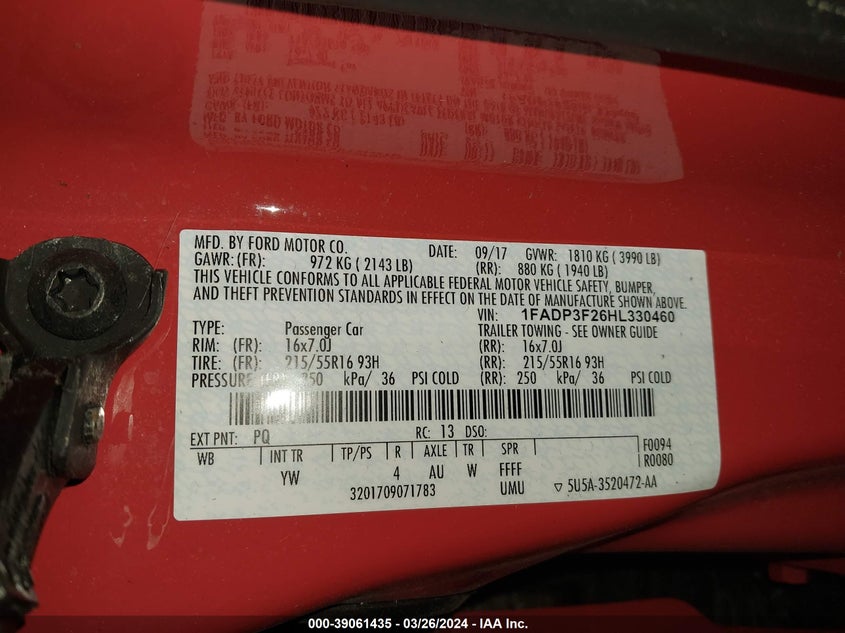 MFD. BY FORD MOTOR CO. DATE: 09/17 GVWR: 1810 KG ( 3990 LB)
GAWR:(FR): 972 KG ( 2143 LB) (RR): 880 KG ( 1940 LB)
THIS VEHICLE CONFORMS TO ALL APPLICABLE FEDERAL MOTOR VEHICLE SAFETY, BUMPER,
AND THEFT PREVENTION STANDARDS IN EFFECT ON THE DATE OF MANUFACTURE SHOWN ABOVE.
VIN: 1FADP3F26HL330460
TYPE: Passenger Car TRAILER TOWING - SEE OWNER GUIDE
RIM: (FR): 16x7.0J (RR): 16x7.0J
TIRE: (FR): 215/55R16 93H (RR): 215/55R16 93H
PRESSURE (FR): 250 kPa/ 36 PSI COLD (RR): 250 kPa/ 36 PSI COLD
EXT PNT: PQ RC: 13 DSO:
WB INT TR TP/PS R AXLE TR SPR F0094
YW 4 AU W FFFF R0080
3201709071783 UMU ▽ 5U5A-3520472-AA
000-39061435 - 03/26/2024 - IAA Inc.